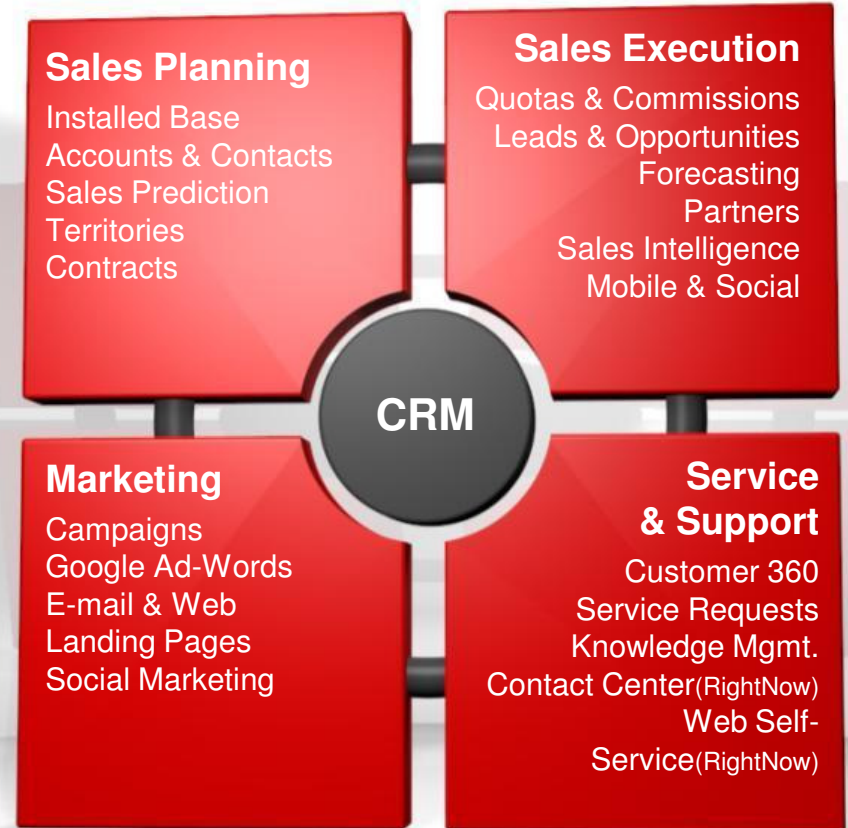 Sales Planning
Installed Base
Accounts & Contacts
Sales Prediction
Territories
Contracts
Sales Execution
Quotas & Commissions
Leads & Opportunities
Forecasting
Partners
Sales Intelligence
Mobile & Social
CRM
Marketing
Campaigns
Google Ad-Words
E-mail & Web
Landing Pages
Social Marketing
Service
& Support
Customer 360
Service Requests
Knowledge Mgmt.
Contact Center(RightNow)
Web Self-
Service(RightNow)